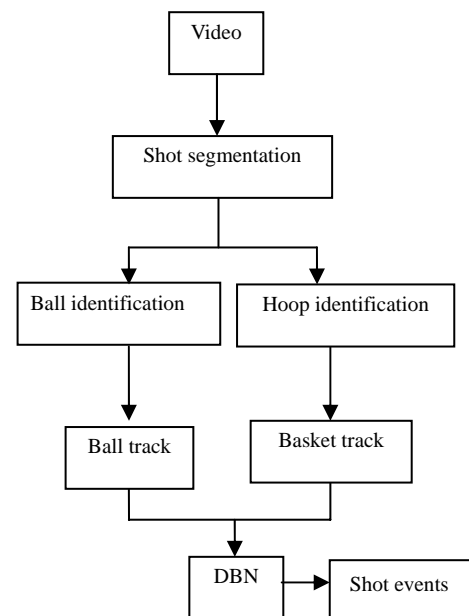 Video
Shot segmentation
Ball identification
Hoop identification
Ball track
Basket track
DBN
Shot events